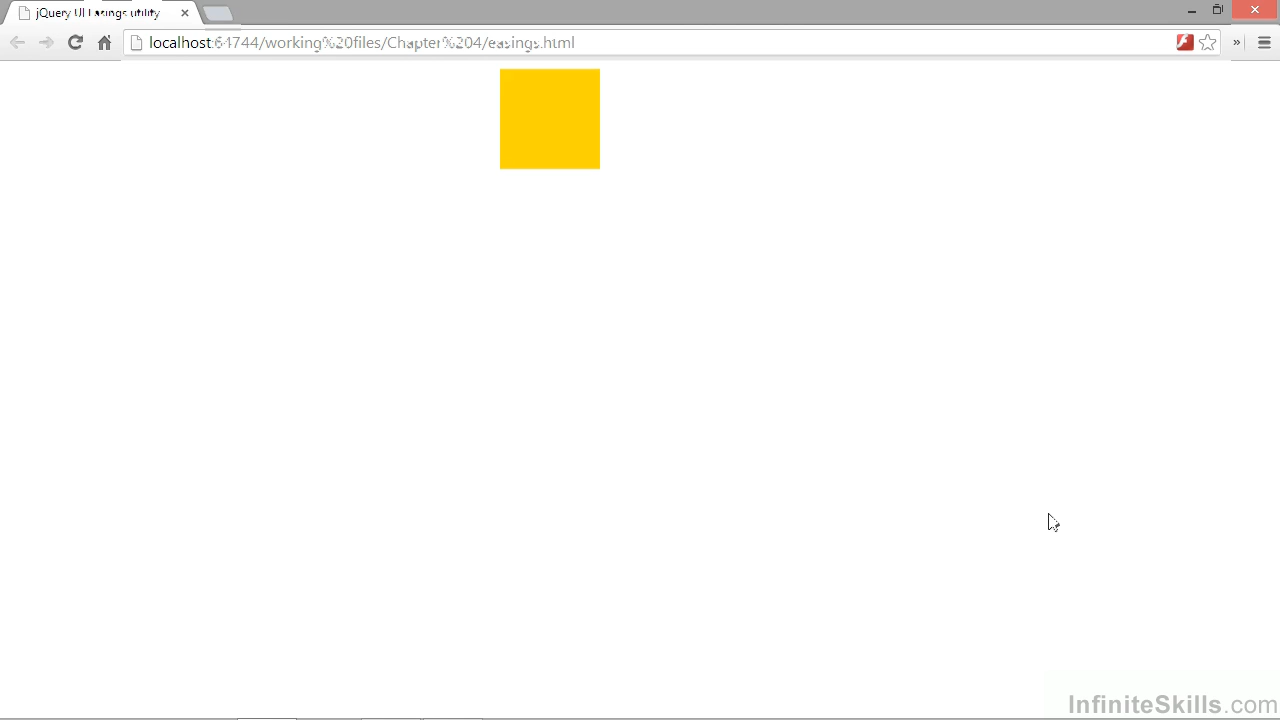 jQuery UI Easings utility
localhost:64744/working%20files/Chapter%204/easings.html
InfiniteSkills.com